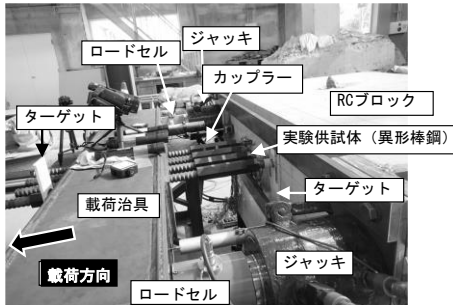 ジャッキ
ロードセル
カップラー
ターゲット
RCブロック
実験供試体（異形棒鋼）
ターゲット
載荷治具
ジャッキ
載荷方向
ロードセル